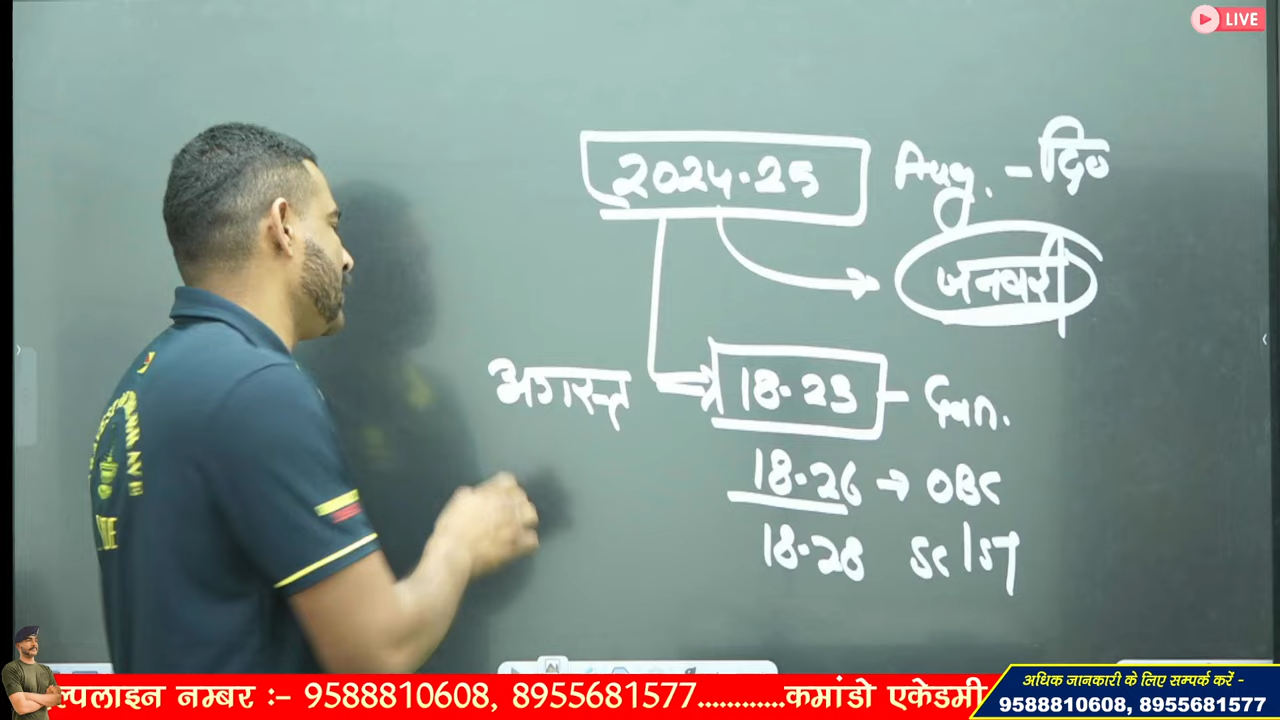 LIVE
2024-25 Aug. - दि०
जनवरी
अगस्त 18-23 - Gen.
18-26 → OBC
18-28 SC/ST
ल्पलाइन नम्बर :- 9588810608, 8955681577............कमांडो एकेडमी
अधिक जानकारी के लिए सम्पर्क करें -
9588810608, 8955681577